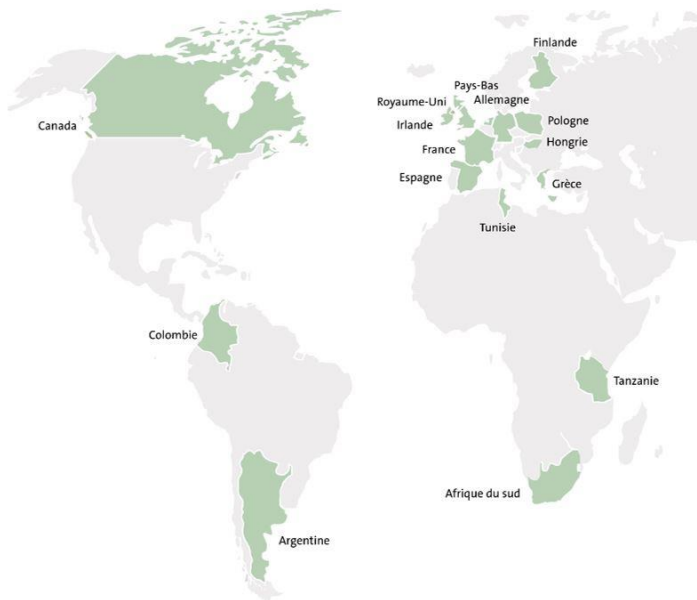 Finlande
Pays-Bas
Royaume-Uni
Allemagne
Canada
Irlande
Pologne
France
Hongrie
Espagne
Grèce
Tunisie
Colombie
Tanzanie
Afrique du sud
Argentine